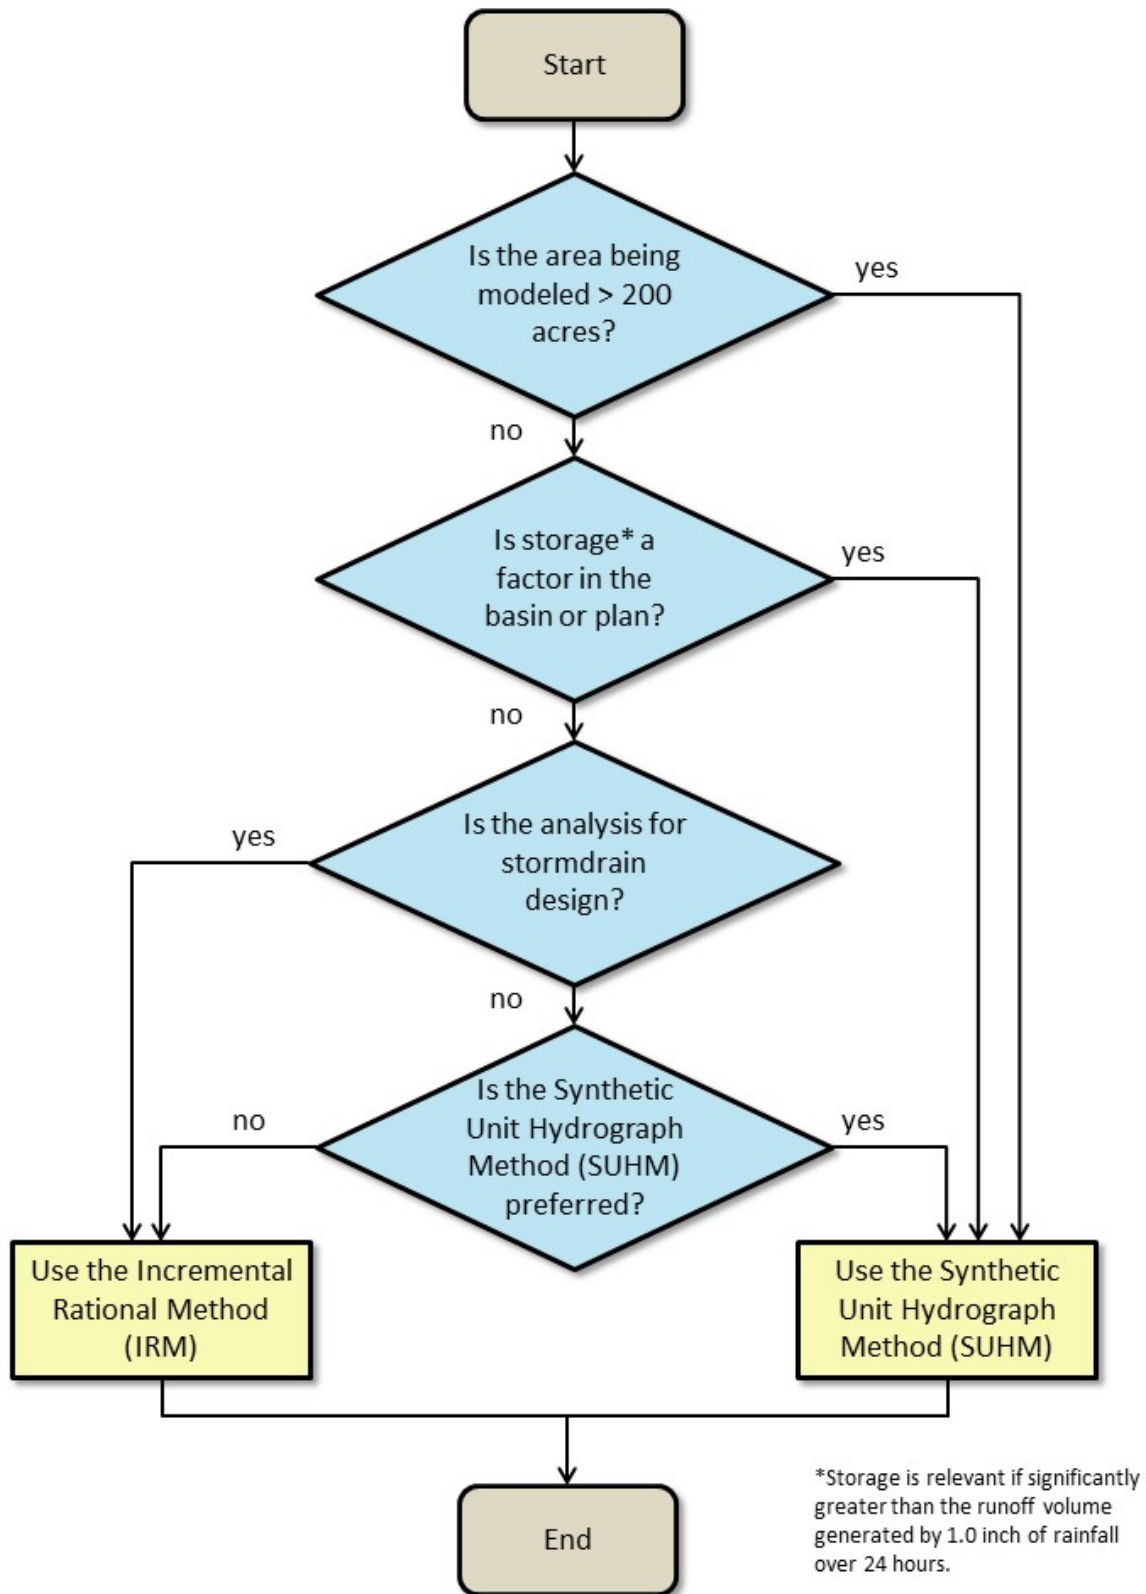 Start
Is the area being
modeled > 200
acres?
yes
no
Is storage* a
factor in the
basin or plan?
yes
no
Is the analysis for
stormdrain
design?
yes
no
Is the Synthetic
Unit Hydrograph
Method (SUHM)
preferred?
no
yes
Use the Incremental
Rational Method
(IRM)
Use the Synthetic
Unit Hydrograph
Method (SUHM)
End
*Storage is relevant if significantly
greater than the runoff volume
generated by 1.0 inch of rainfall
over 24 hours.